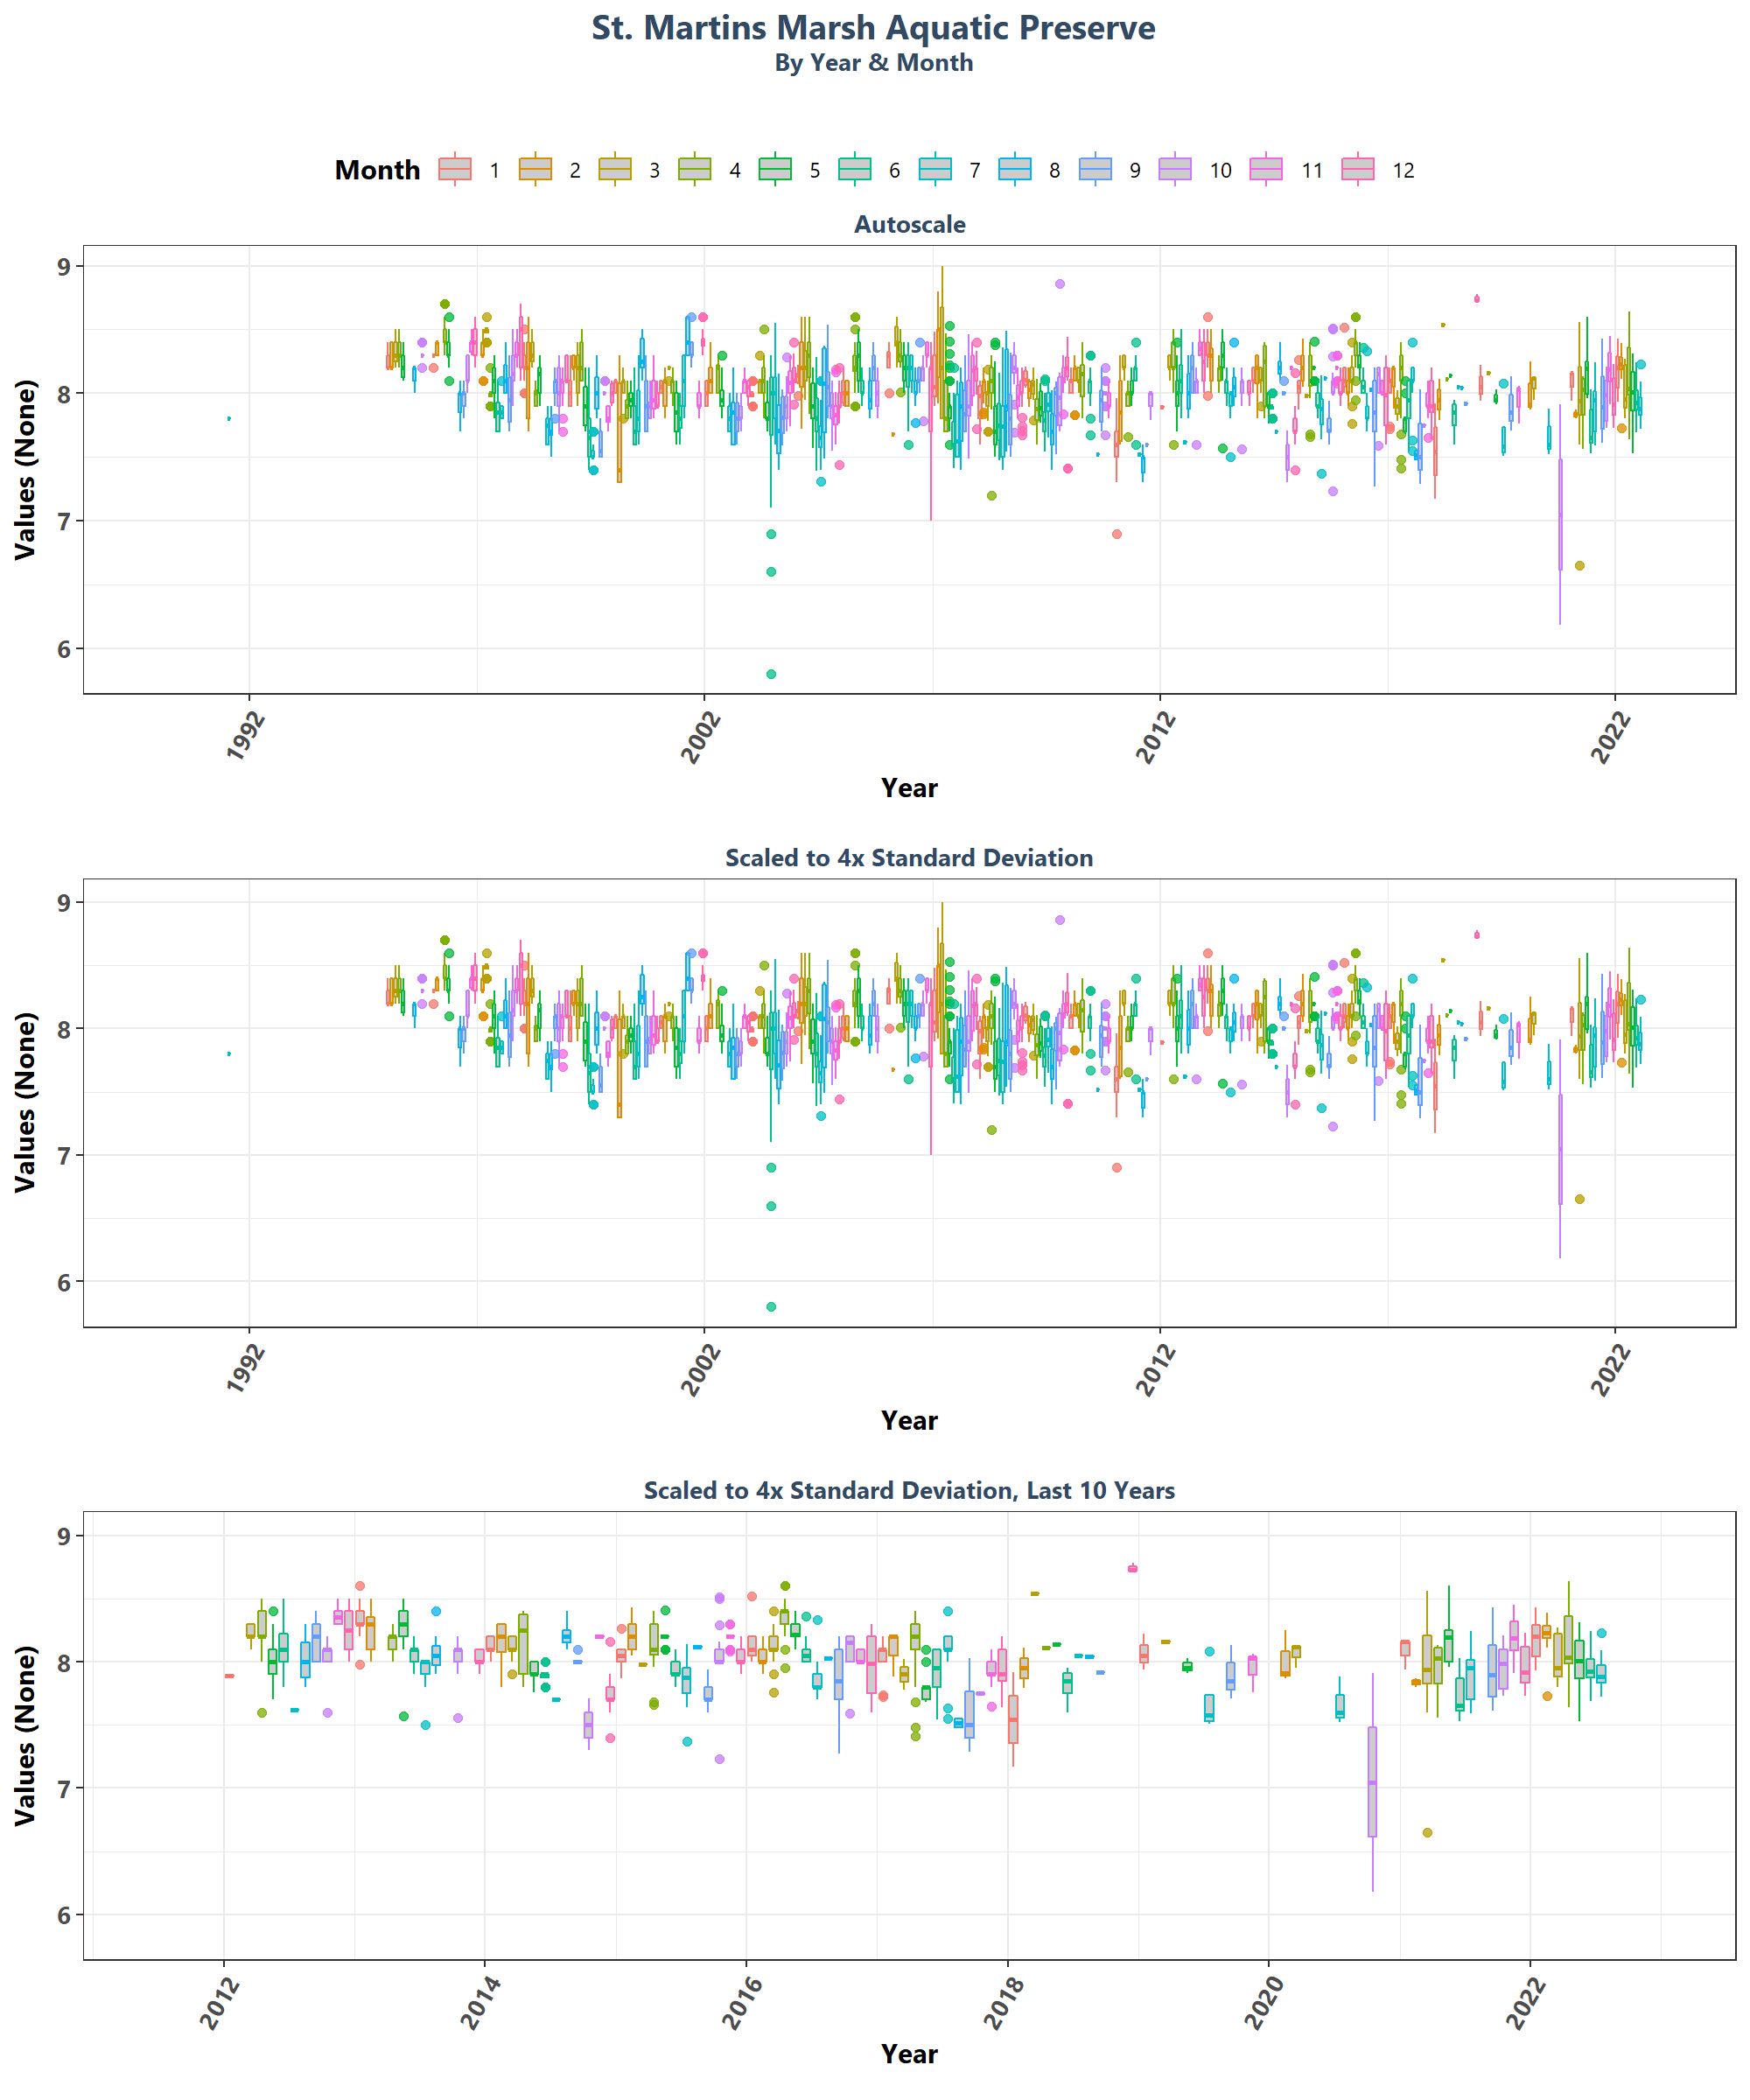 St. Martins Marsh Aquatic Preserve
By Year & Month
Month 1 2 3 4 5 6 7 8 9 10 11 12
Autoscale
Values (None)
9
8
7
6
1992 2002 2012 2022
Year
Scaled to 4x Standard Deviation
Values (None)
9
8
7
6
1992 2002 2012 2022
Year
Scaled to 4x Standard Deviation, Last 10 Years
Values (None)
9
8
7
6
2012 2014 2016 2018 2020 2022
Year